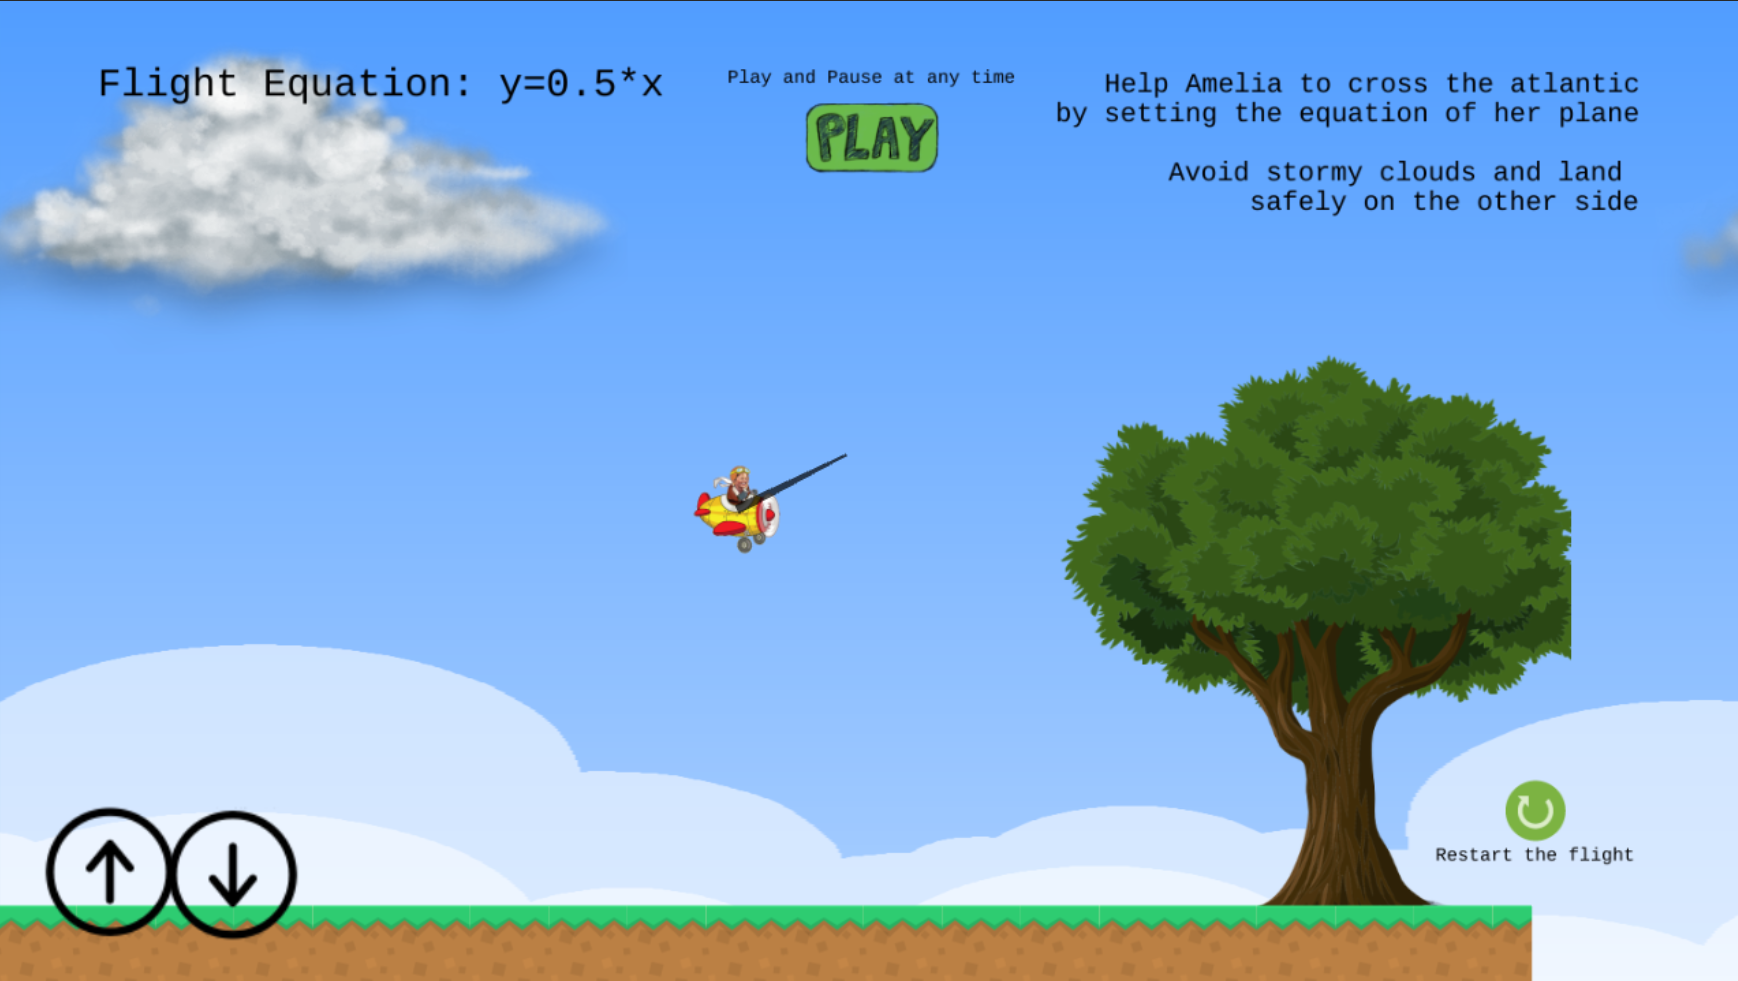 Flight Equation: y=0.5*x
Play and Pause at any time
PLAY
Help Amelia to cross the atlantic
by setting the equation of her plane
Avoid stormy clouds and land
safely on the other side
Restart the flight